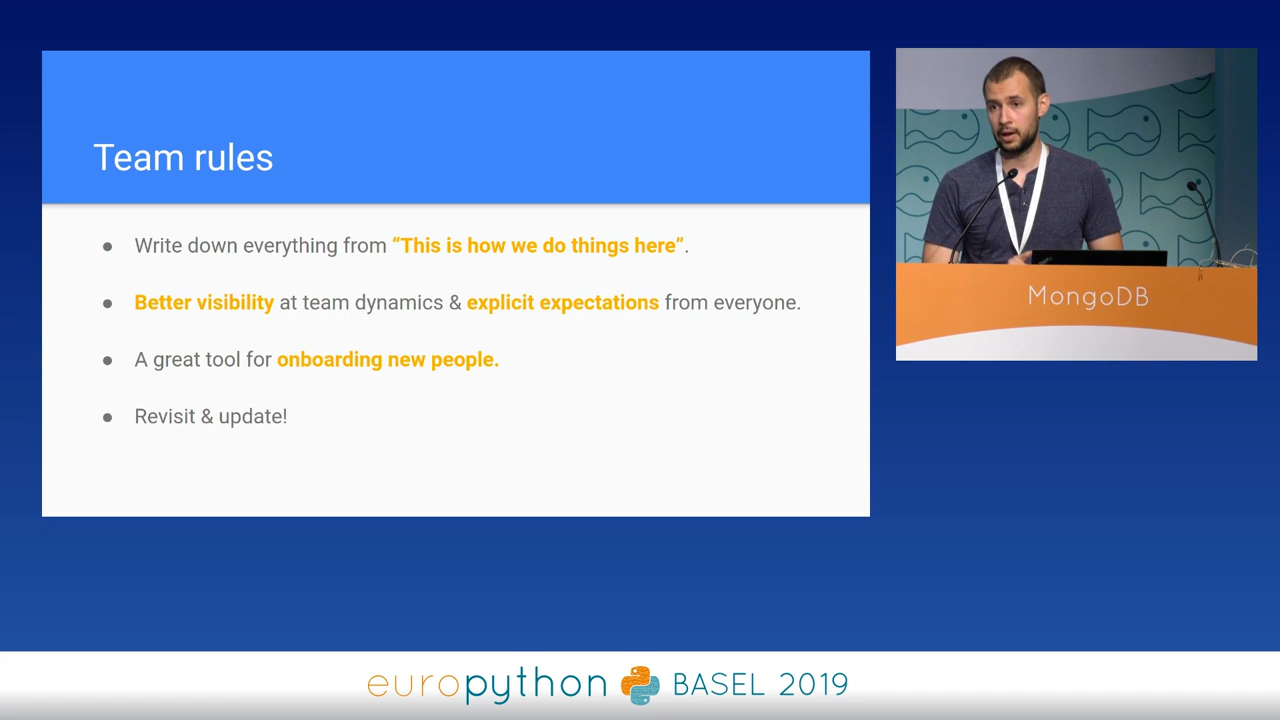 Team rules
● Write down everything from “This is how we do things here”.
● Better visibility at team dynamics & explicit expectations from everyone.
● A great tool for onboarding new people.
● Revisit & update!
MongoDB
europython BASEL 2019